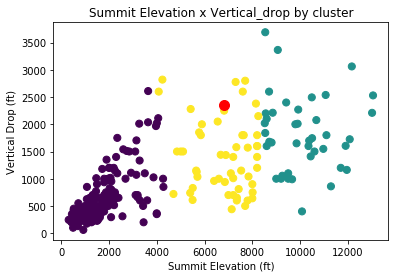 Summit Elevation x Vertical_drop by cluster
3500
3000
2500
2000
1500
1000
500
0
Vertical Drop (ft)
0 2000 4000 6000 8000 10000 12000
Summit Elevation (ft)